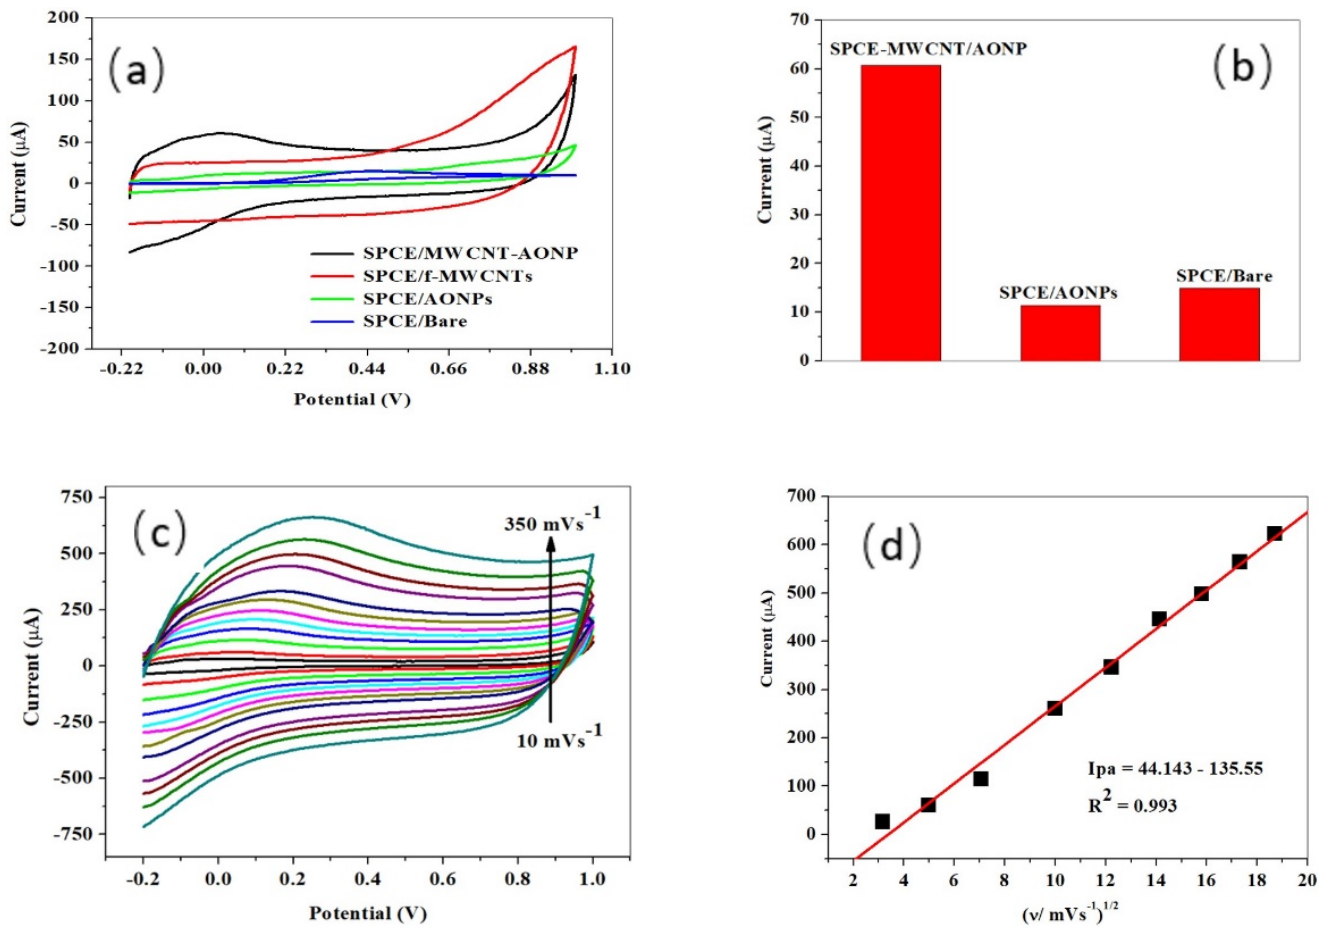 200
150
100
50
0
-50
-100
-150
-200
Current (μA)
(a)
SPCE/MWCNT-AONP
SPCE/f-MWCNTs
SPCE/AONPs
SPCE/Bare
-0.22 0.00 0.22 0.44 0.66 0.88 1.10
Potential (V)
70
60
50
40
30
20
10
0
Current (μA)
SPCE-MWCNT/AONP
(b)
SPCE/AONPs
SPCE/Bare
750
500
250
0
-250
-500
-750
Current (μA)
(c)
350 mVs⁻¹
10 mVs⁻¹
-0.2 0.0 0.2 0.4 0.6 0.8 1.0
Potential (V)
700
600
500
400
300
200
100
0
Current (μA)
(d)
Ipa = 44.143 - 135.55
R² = 0.993
2 4 6 8 10 12 14 16 18 20
(ν/ mVs⁻¹)¹/²